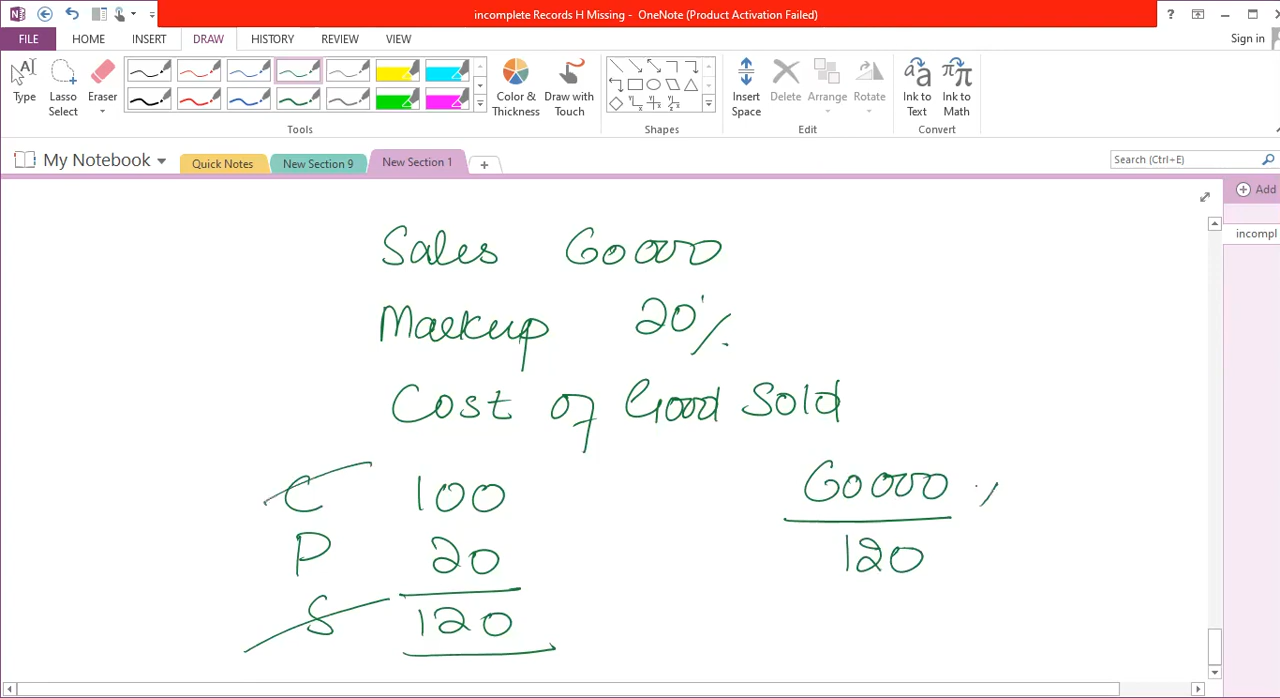 incomplete Records H Missing - OneNote (Product Activation Failed)
?
FILE HOME INSERT DRAW HISTORY REVIEW VIEW
Sign in
Type
Lasso Select
Eraser
Color & Thickness
Draw with Touch
Insert Space
Delete
Arrange
Rotate
Ink to Text
Ink to Math
Tools
Shapes
Edit
Convert
My Notebook
Quick Notes
New Section 9
New Section 1
Search (Ctrl+E)
Add
incompl
Sales 60000
Markup 20%
Cost of Good Sold
C 100
P 20
S 120
60000
120